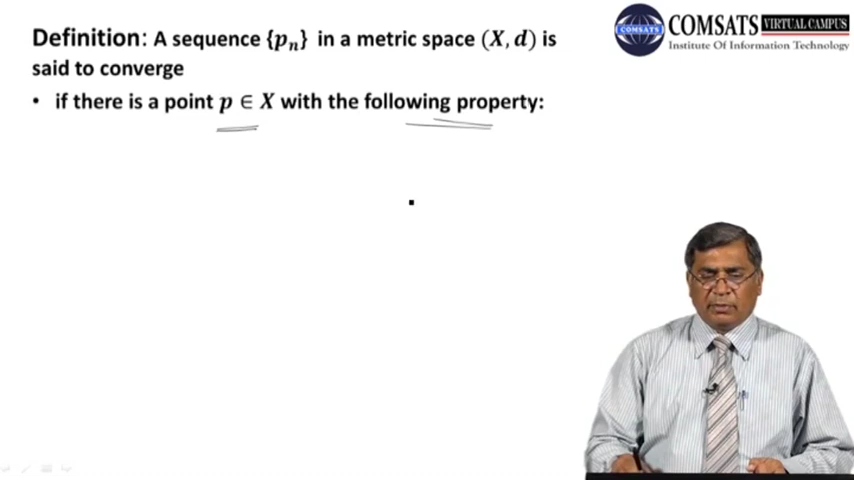 Definition: A sequence {pₙ} in a metric space (X, d) is
said to converge
• if there is a point p ∈ X with the following property:
COMSATS
COMSATS VIRTUAL CAMPUS
Institute Of Information Technology